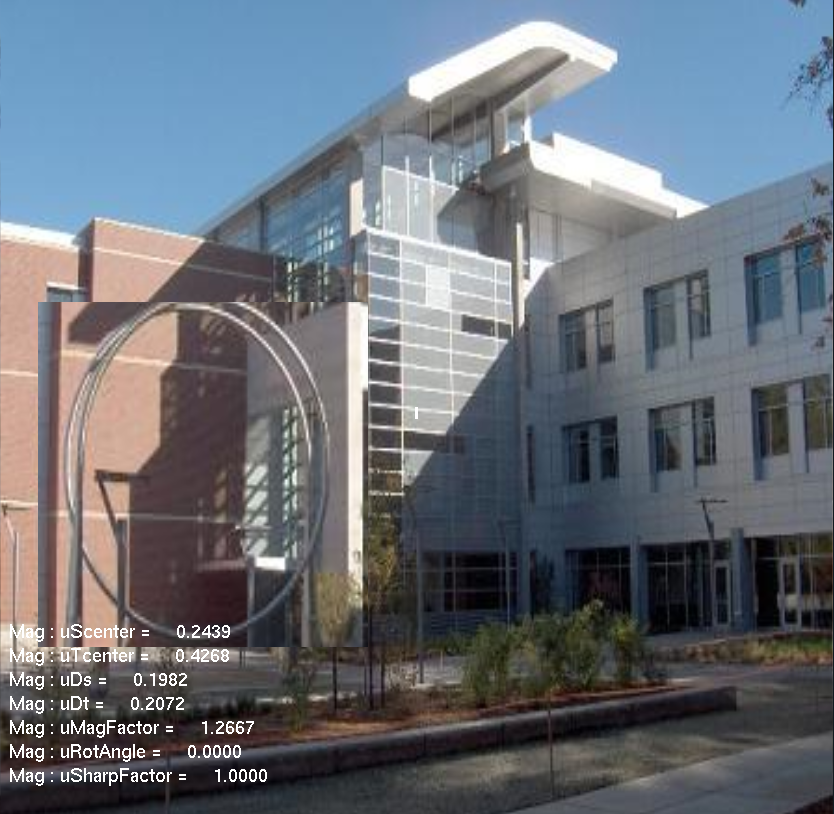 Mag : uScenter = 0.2439
Mag : uTcenter = 0.4268
Mag : uDs = 0.1982
Mag : uDt = 0.2072
Mag : uMagFactor = 1.2667
Mag : uRotAngle = 0.0000
Mag : uSharpFactor = 1.0000